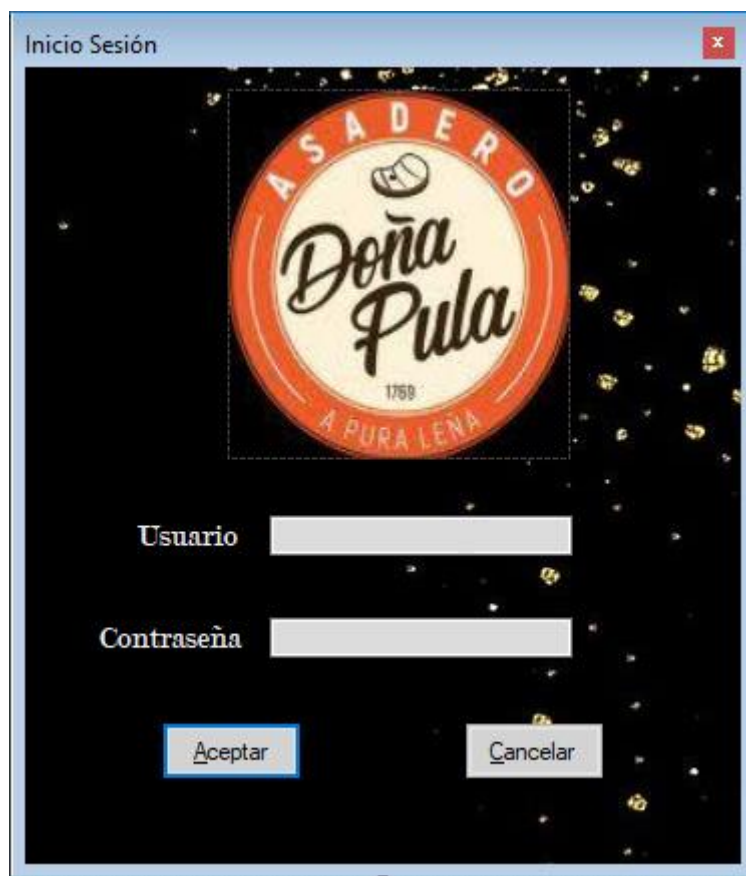 Inicio Sesión
x
ASADERO
Doña
Pula
1769
A PURA LEÑA
Usuario
Contraseña
Aceptar
Cancelar